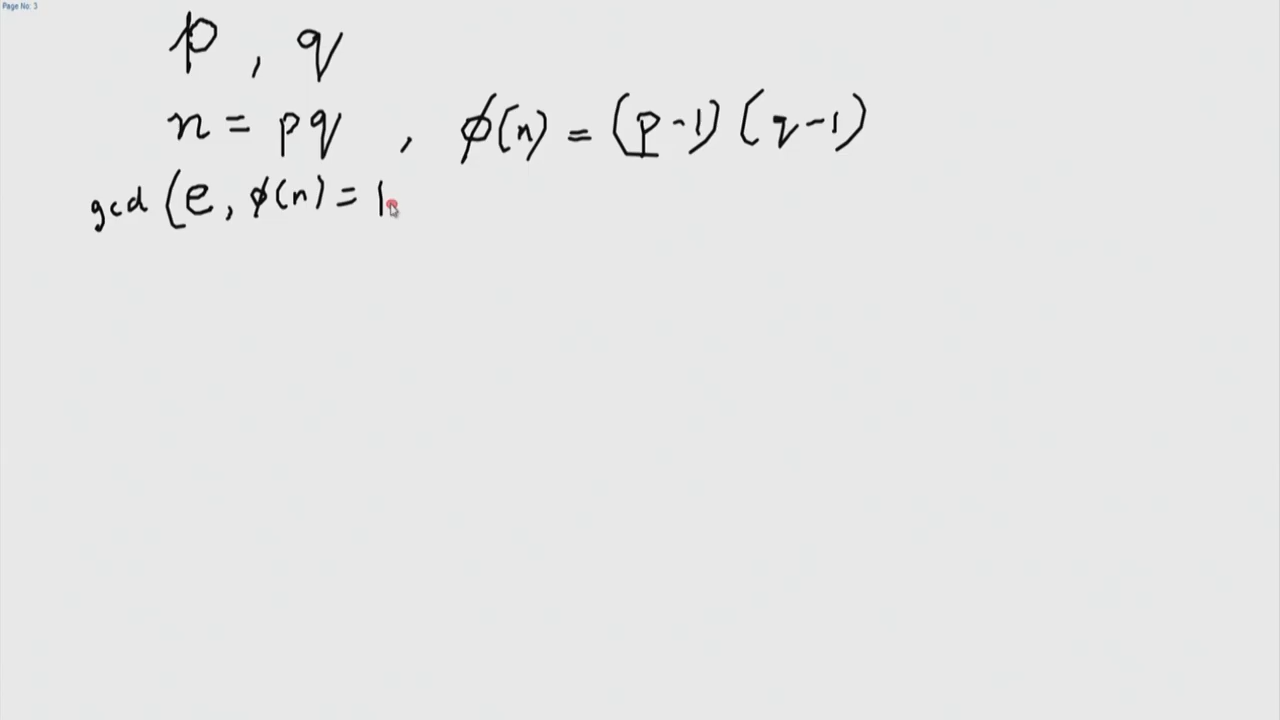 Page No: 3
p, q
n = pq, ϕ(n) = (p-1)(q-1)
gcd (e, ϕ(n) = 1